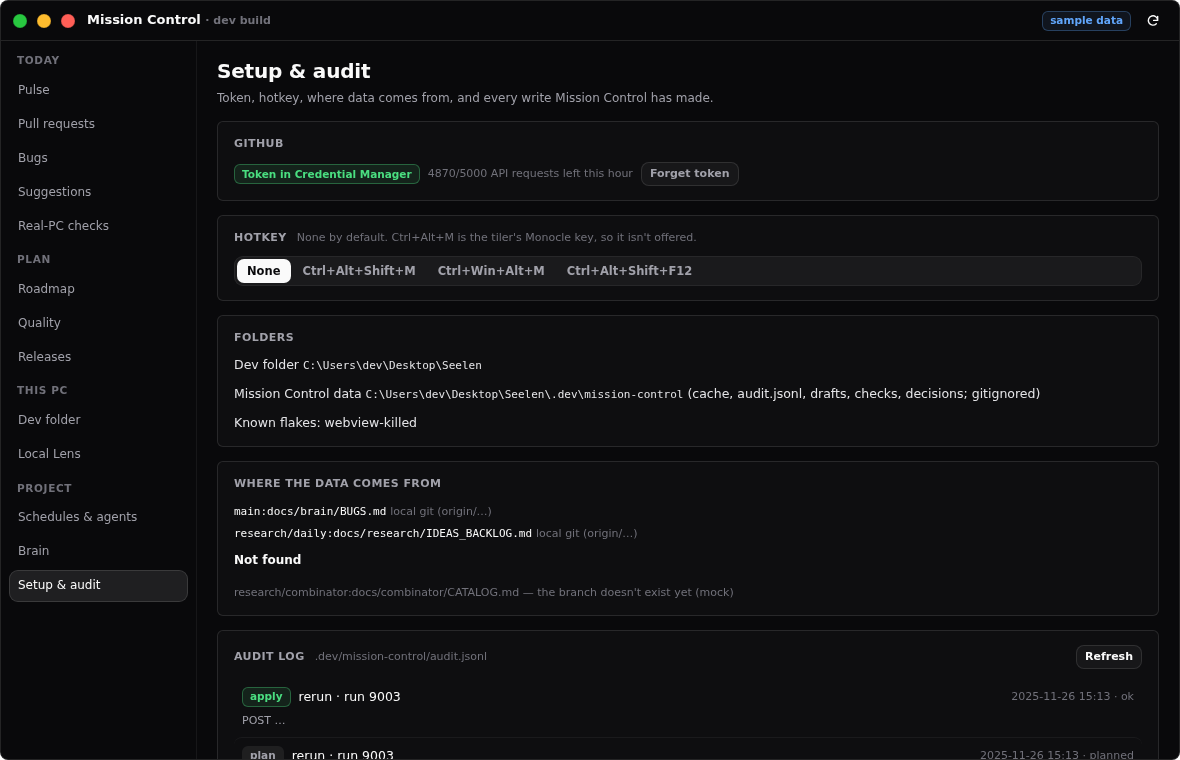 Mission Control · dev build
sample data
TODAY
Pulse
Pull requests
Bugs
Suggestions
Real-PC checks
PLAN
Roadmap
Quality
Releases
THIS PC
Dev folder
Local Lens
PROJECT
Schedules & agents
Brain
Setup & audit
Setup & audit
Token, hotkey, where data comes from, and every write Mission Control has made.
GITHUB
Token in Credential Manager 4870/5000 API requests left this hour Forget token
HOTKEY None by default. Ctrl+Alt+M is the tiler's Monocle key, so it isn't offered.
None Ctrl+Alt+Shift+M Ctrl+Win+Alt+M Ctrl+Alt+Shift+F12
FOLDERS
Dev folder C:\Users\dev\Desktop\Seelen
Mission Control data C:\Users\dev\Desktop\Seelen\.dev\mission-control (cache, audit.jsonl, drafts, checks, decisions; gitignored)
Known flakes: webview-killed
WHERE THE DATA COMES FROM
main:docs/brain/BUGS.md local git (origin/…)
research/daily:docs/research/IDEAS_BACKLOG.md local git (origin/…)
Not found
research/combinator:docs/combinator/CATALOG.md — the branch doesn't exist yet (mock)
AUDIT LOG .dev/mission-control/audit.jsonl Refresh
apply rerun · run 9003 2025-11-26 15:13 · ok
POST …
plan rerun · run 9003 2025-11-26 15:13 · planned